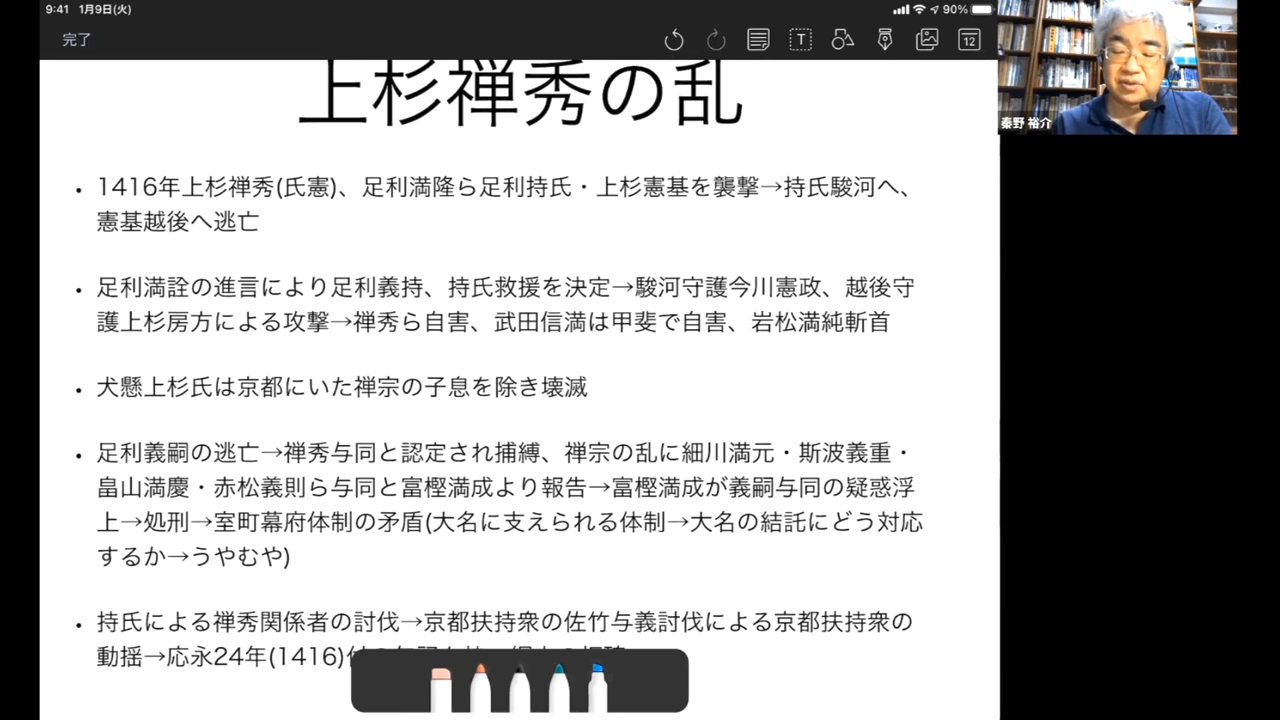 9:41 1月9日(火)
90%
完了
T
12
上杉禅秀の乱
秦野 裕介
• 1416年上杉禅秀(氏憲)、足利満隆ら足利持氏・上杉憲基を襲撃→持氏駿河へ、
憲基越後へ逃亡
• 足利満詮の進言により足利義持、持氏救援を決定→駿河守護今川憲政、越後守
護上杉房方による攻撃→禅秀ら自害、武田信満は甲斐で自害、岩松満純斬首
• 犬懸上杉氏は京都にいた禅宗の子息を除き壊滅
• 足利義嗣の逃亡→禅秀与同と認定され捕縛、禅宗の乱に細川満元・斯波義重・
畠山満慶・赤松義則ら与同と富樫満成より報告→富樫満成が義嗣与同の疑惑浮
上→処刑→室町幕府体制の矛盾(大名に支えられる体制→大名の結託にどう対応
するか→うやむや)
• 持氏による禅秀関係者の討伐→京都扶持衆の佐竹与義討伐による京都扶持衆の
動揺→応永24年(1416)